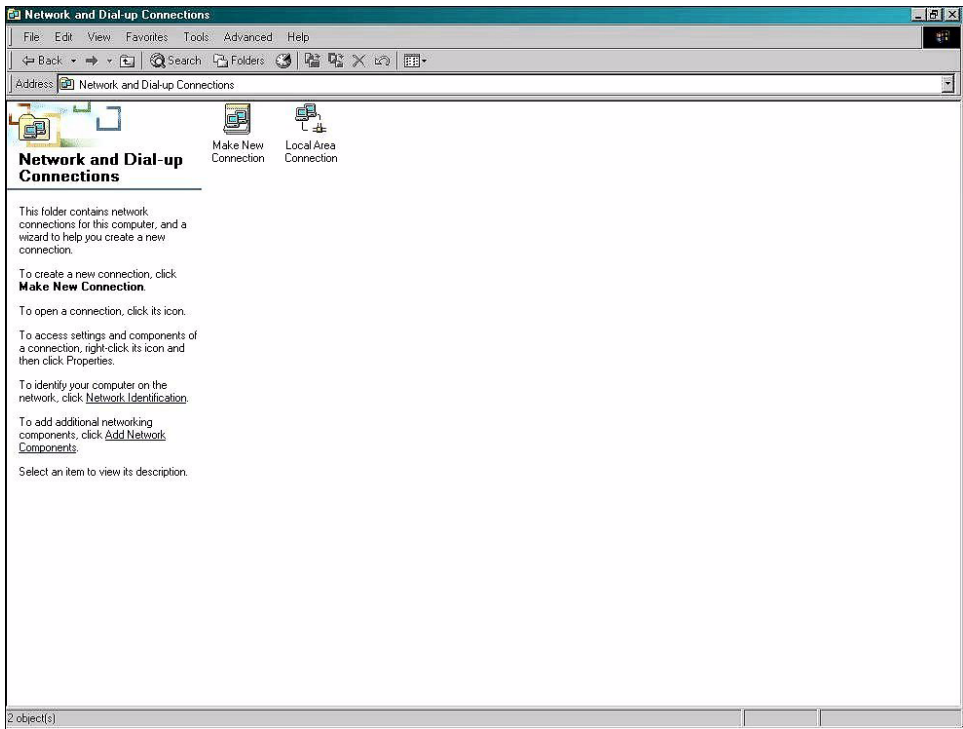 Network and Dial-up Connections
File Edit View Favorites Tools Advanced Help
Back Search Folders
Address Network and Dial-up Connections
Network and Dial-up
Connections
Make New
Connection
Local Area
Connection
This folder contains network
connections for this computer, and a
wizard to help you create a new
connection.
To create a new connection, click
Make New Connection.
To open a connection, click its icon.
To access settings and components of
a connection, right-click its icon and
then click Properties.
To identify your computer on the
network, click Network Identification.
To add additional networking
components, click Add Network
Components.
Select an item to view its description.
2 object(s)